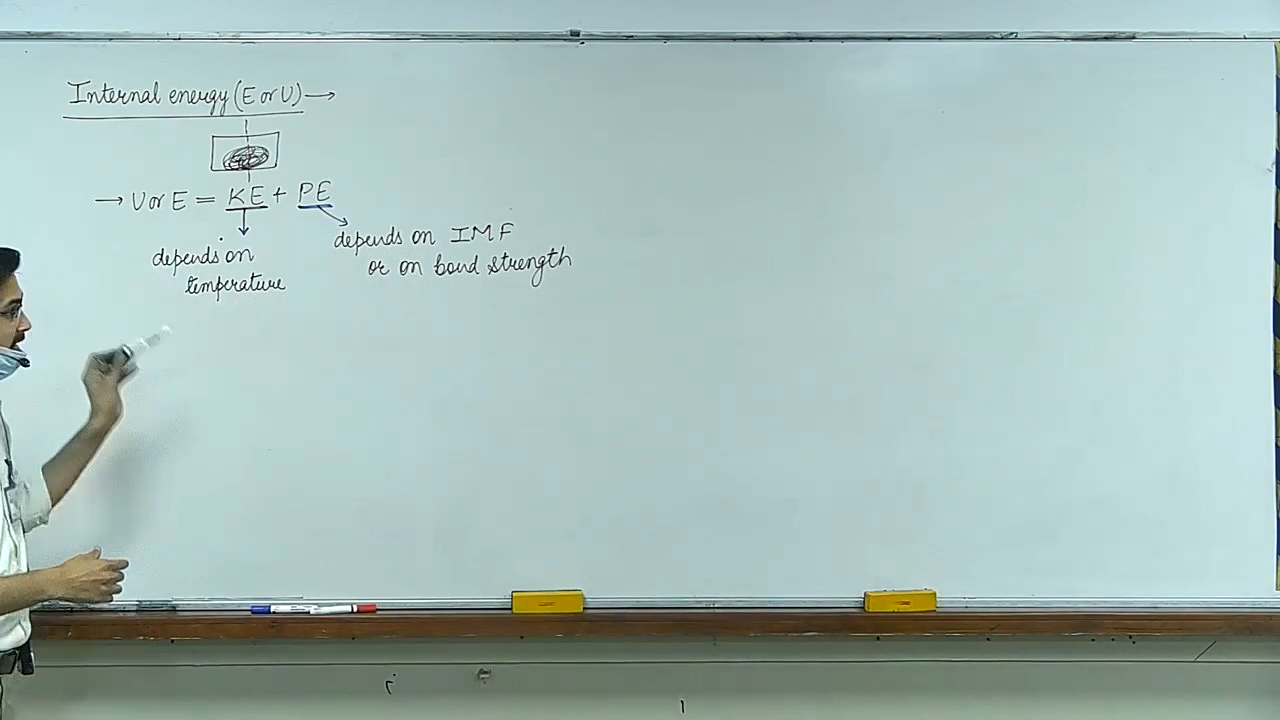 Internal energy (E or U) →
→ U or E = KE + PE
depends on IMF
or on bond strength
depends on
temperature